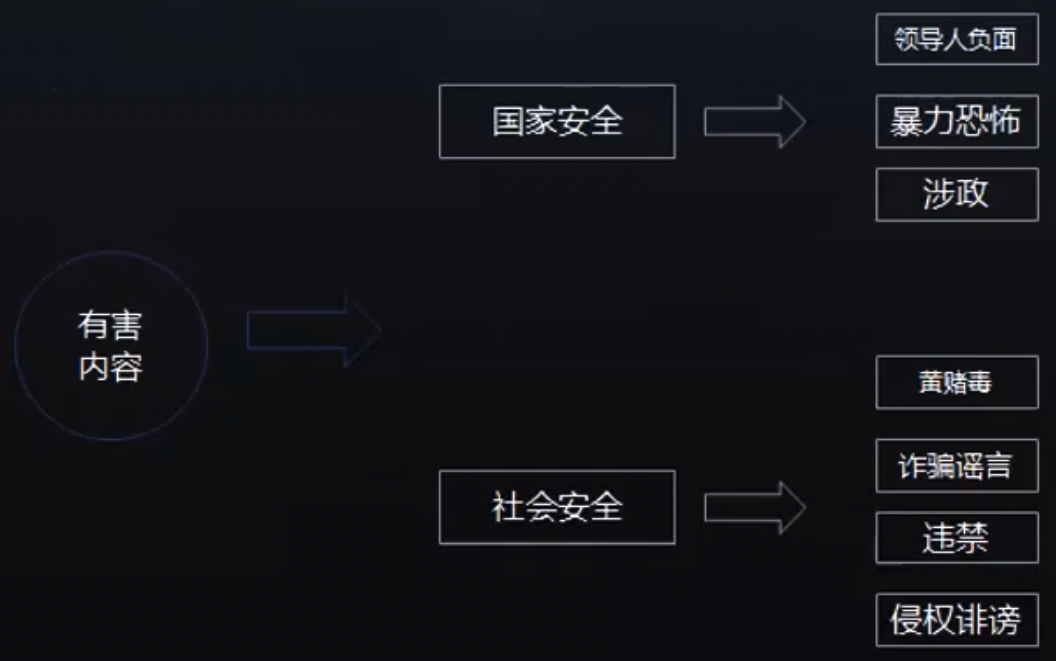 有害
内容
国家安全
领导人负面
暴力恐怖
涉政
社会安全
黄赌毒
诈骗谣言
违禁
侵权诽谤